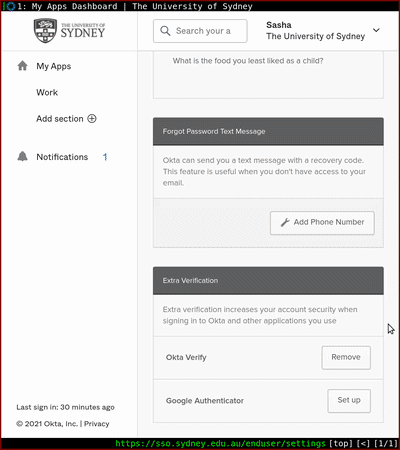 1: My Apps Dashboard | The University of Sydney
THE UNIVERSITY OF
SYDNEY
Search your a
Sasha
The University of Sydney
My Apps
Work
Add section
Notifications 1
What is the food you least liked as a child?
Forgot Password Text Message
Okta can send you a text message with a recovery code.
This feature is useful when you don't have access to your
email.
Add Phone Number
Extra Verification
Extra verification increases your account security when
signing in to Okta and other applications you use
Okta Verify Remove
Google Authenticator Set up
Last sign in: 30 minutes ago
© 2021 Okta, Inc. | Privacy
https://sso.sydney.edu.au/enduser/settings [top] [<] [1/1]